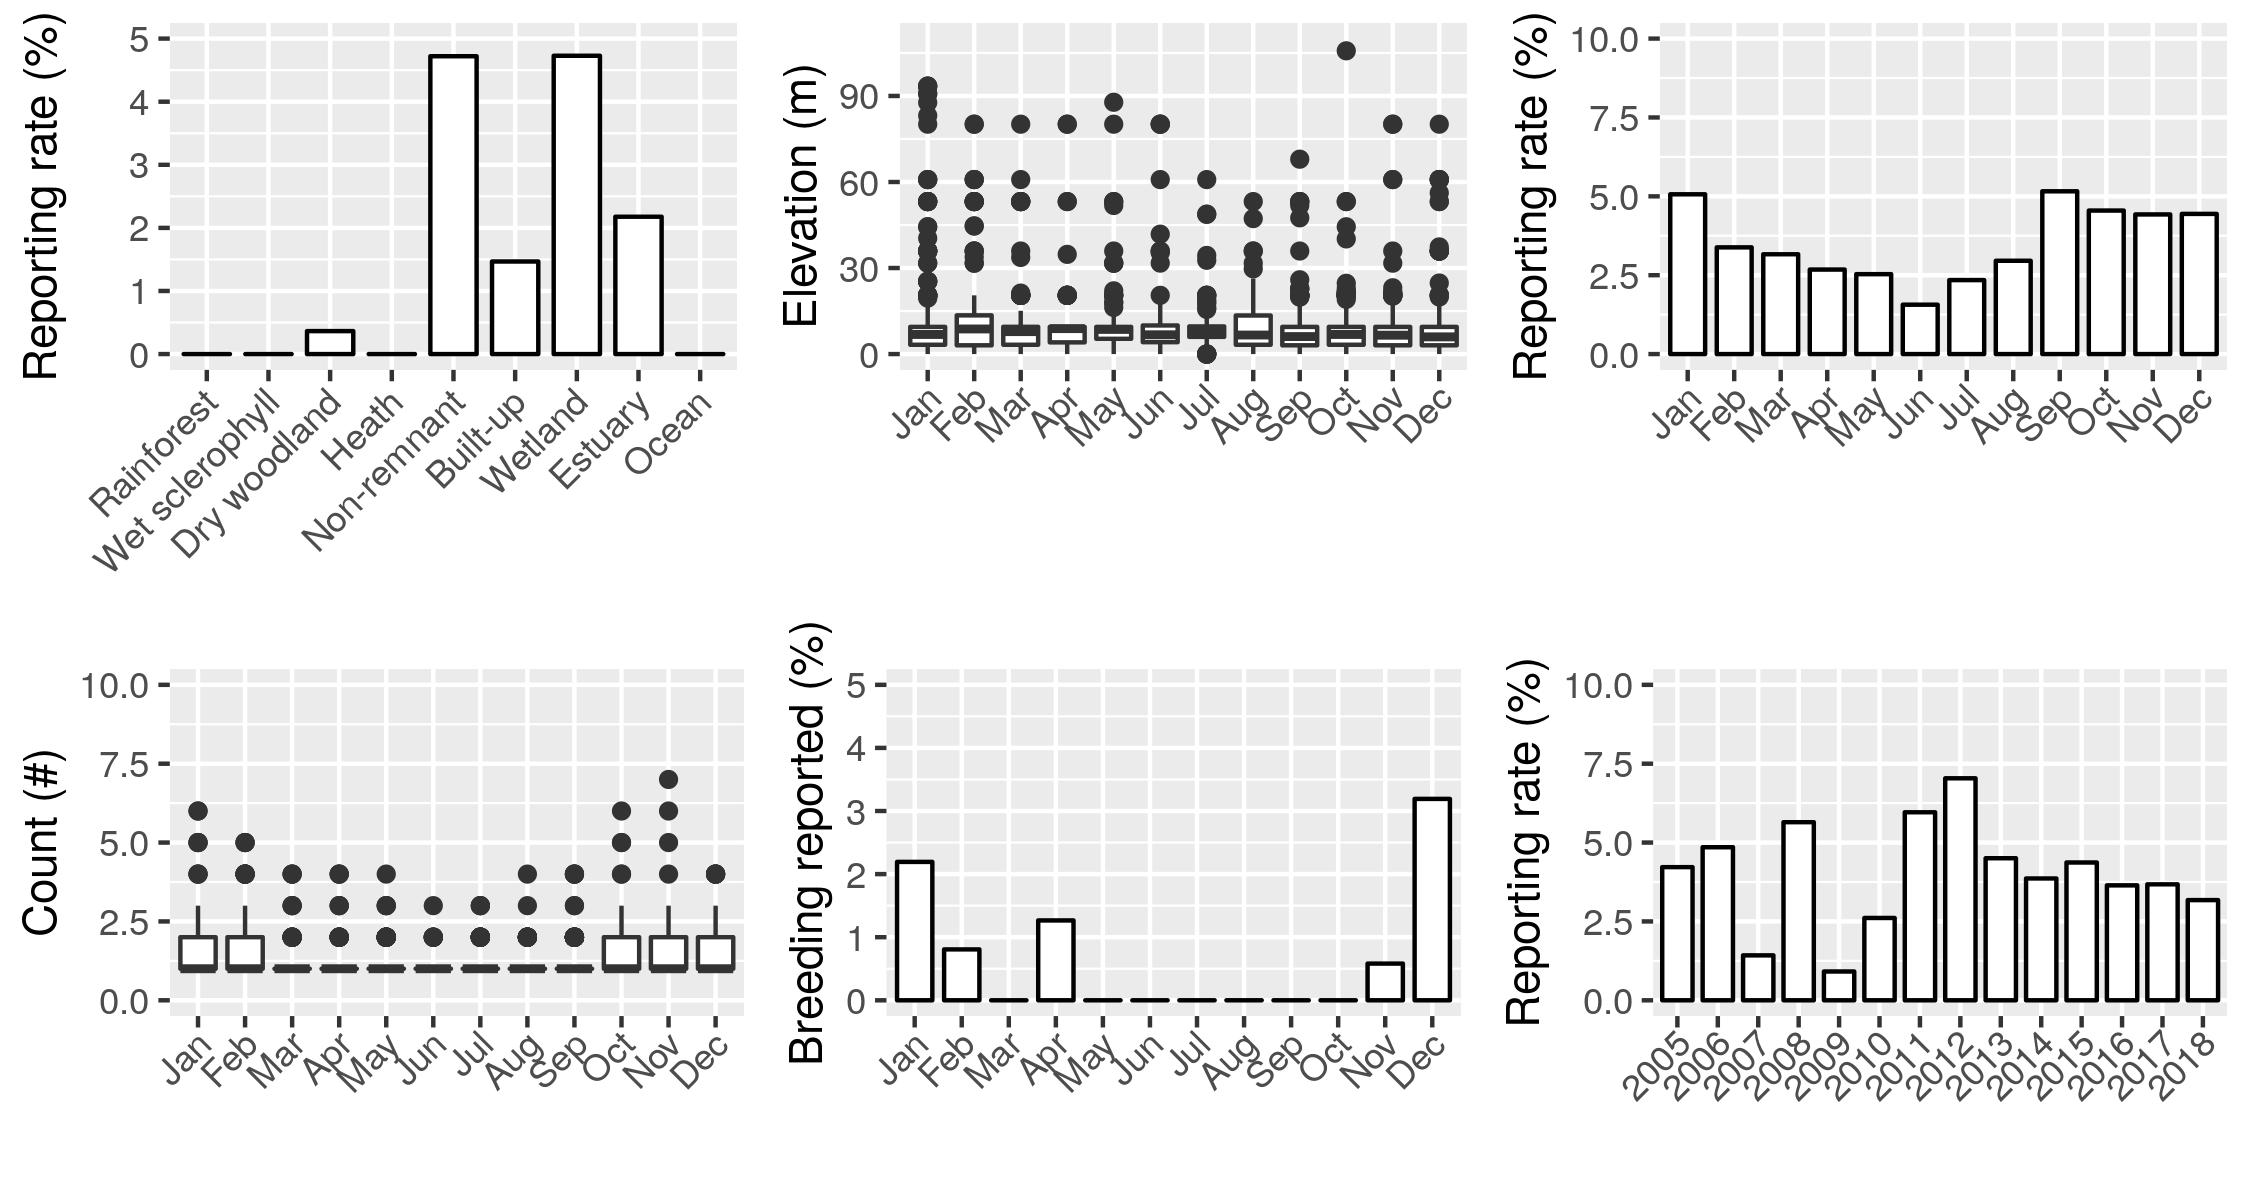 Reporting rate (%)
5
4
3
2
1
0
Rainforest
Wet sclerophyll
Dry woodland
Heath
Non-remnant
Built-up
Wetland
Estuary
Ocean
Elevation (m)
90
60
30
0
Jan
Feb
Mar
Apr
May
Jun
Jul
Aug
Sep
Oct
Nov
Dec
Reporting rate (%)
10.0
7.5
5.0
2.5
0.0
Jan
Feb
Mar
Apr
May
Jun
Jul
Aug
Sep
Oct
Nov
Dec
Count (#)
10.0
7.5
5.0
2.5
0.0
Jan
Feb
Mar
Apr
May
Jun
Jul
Aug
Sep
Oct
Nov
Dec
Breeding reported (%)
5
4
3
2
1
0
Jan
Feb
Mar
Apr
May
Jun
Jul
Aug
Sep
Oct
Nov
Dec
Reporting rate (%)
10.0
7.5
5.0
2.5
0.0
2005
2006
2007
2008
2009
2010
2011
2012
2013
2014
2015
2016
2017
2018